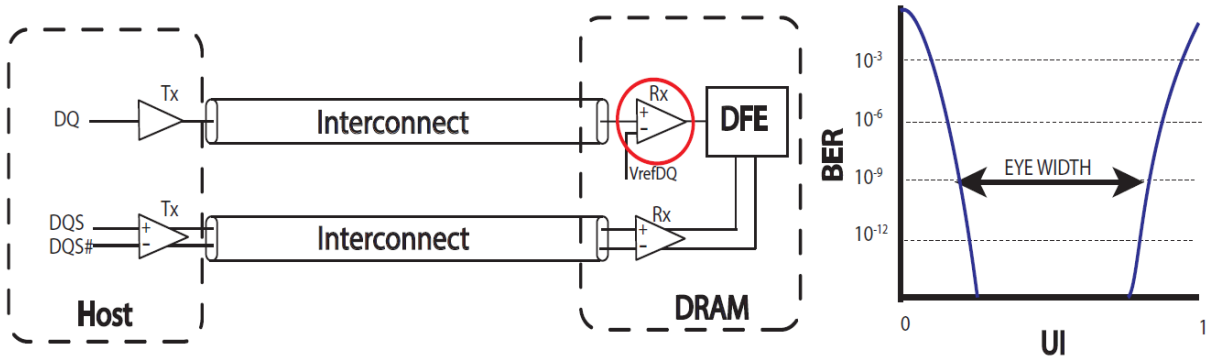 DQ
Tx
Interconnect
Rx
+
−
VrefDQ
DFE
DQS
DQS#
Tx
+
−
Interconnect
Rx
+
−
Host
DRAM
BER
10-3
10-6
10-9
10-12
EYE WIDTH
0
1
UI